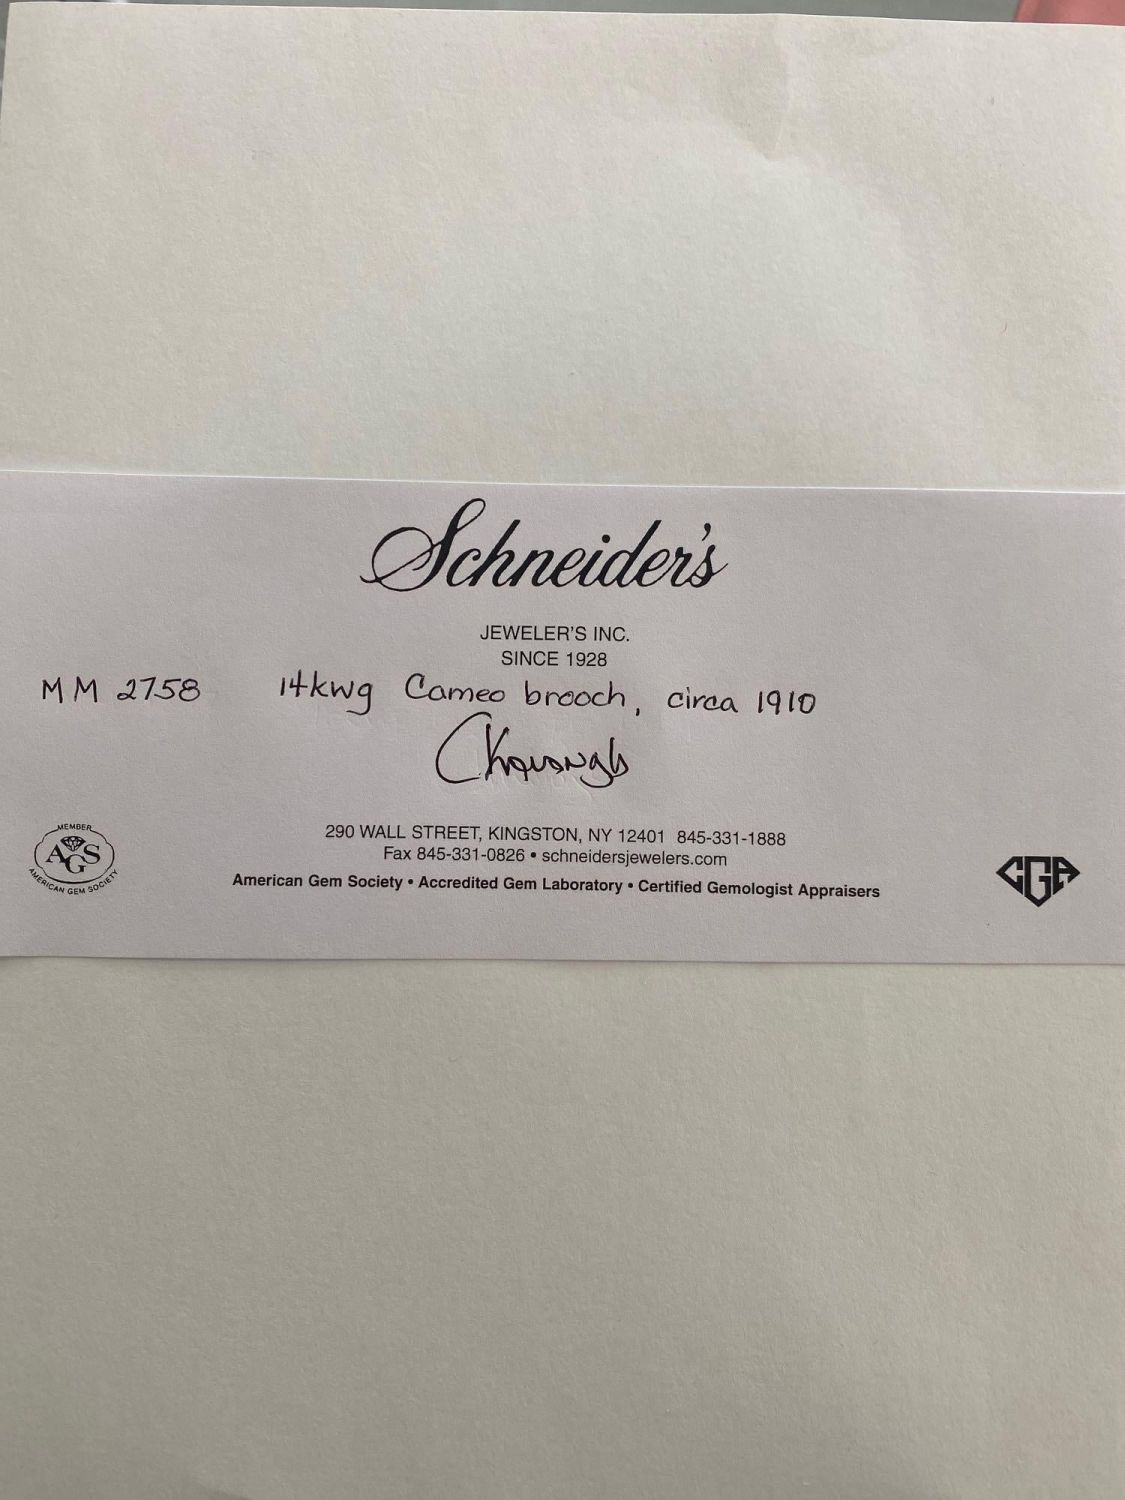 Schneider's
JEWELER'S INC.
SINCE 1928
MM 2758 14kwg Cameo brooch, circa 1910
CKavanagh
290 WALL STREET, KINGSTON, NY 12401 845-331-1888
Fax 845-331-0826 • schneidersjewelers.com
American Gem Society • Accredited Gem Laboratory • Certified Gemologist Appraisers
MEMBER
AGS
AMERICAN GEM SOCIETY
CGA